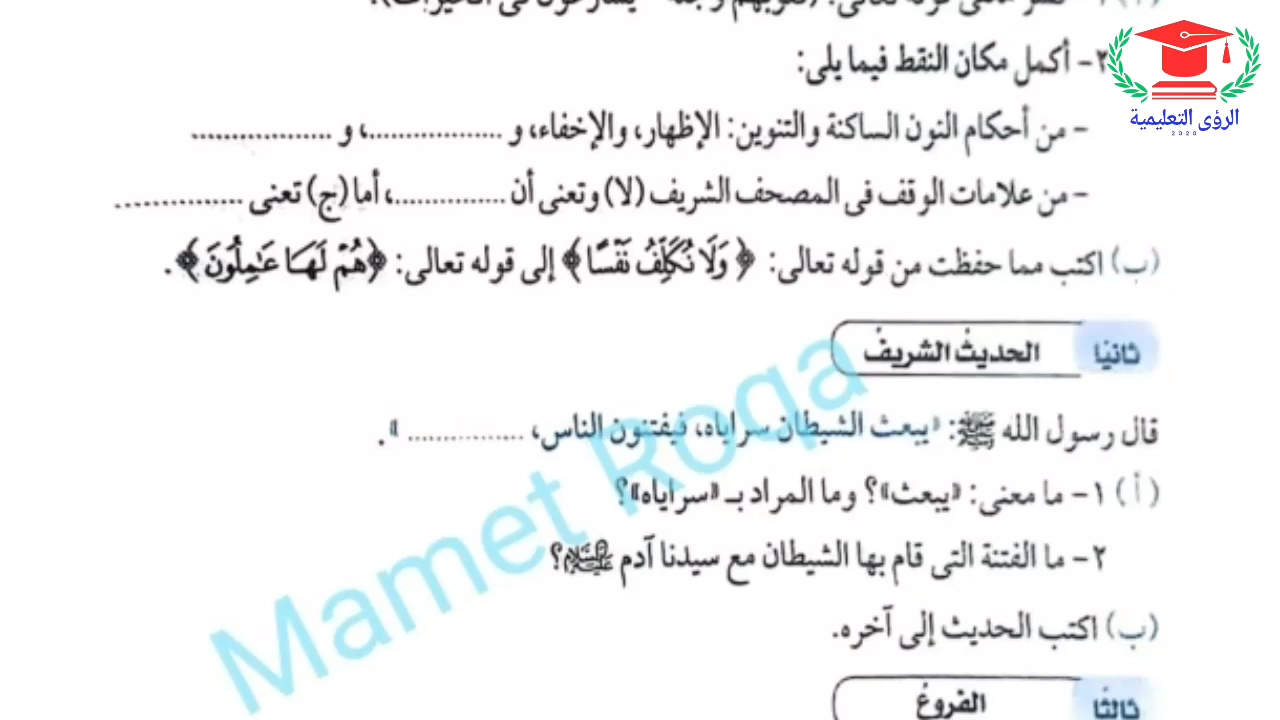 ٢- أكمل مكان النقط فيما يلى:
- من أحكام النون الساكنة والتنوين: الإظهار، والإخفاء، و ................، و ................
- من علامات الوقف فى المصحف الشريف (لا) وتعنى أن ..............، أما (ج) تعنى ................
(ب) اكتب مما حفظت من قوله تعالى: ﴿وَلَا نُكَلِّفُ نَفْسًا﴾ إلى قوله تعالى: ﴿هُمْ لَهَا عَٰمِلُونَ﴾.
ثانيًا الحديثُ الشريفُ
قال رسول الله ﷺ: «يبعث الشيطان سراياه، فيفتنون الناس، ..............».
(أ) ١- ما معنى: «يبعث»؟ وما المراد بـ «سراياه»؟
٢- ما الفتنة التى قام بها الشيطان مع سيدنا آدم عليه السلام؟
(ب) اكتب الحديث إلى آخره.
ثالثًا الفروعُ
الرؤى التعليمية
2020
Mamet Roqa